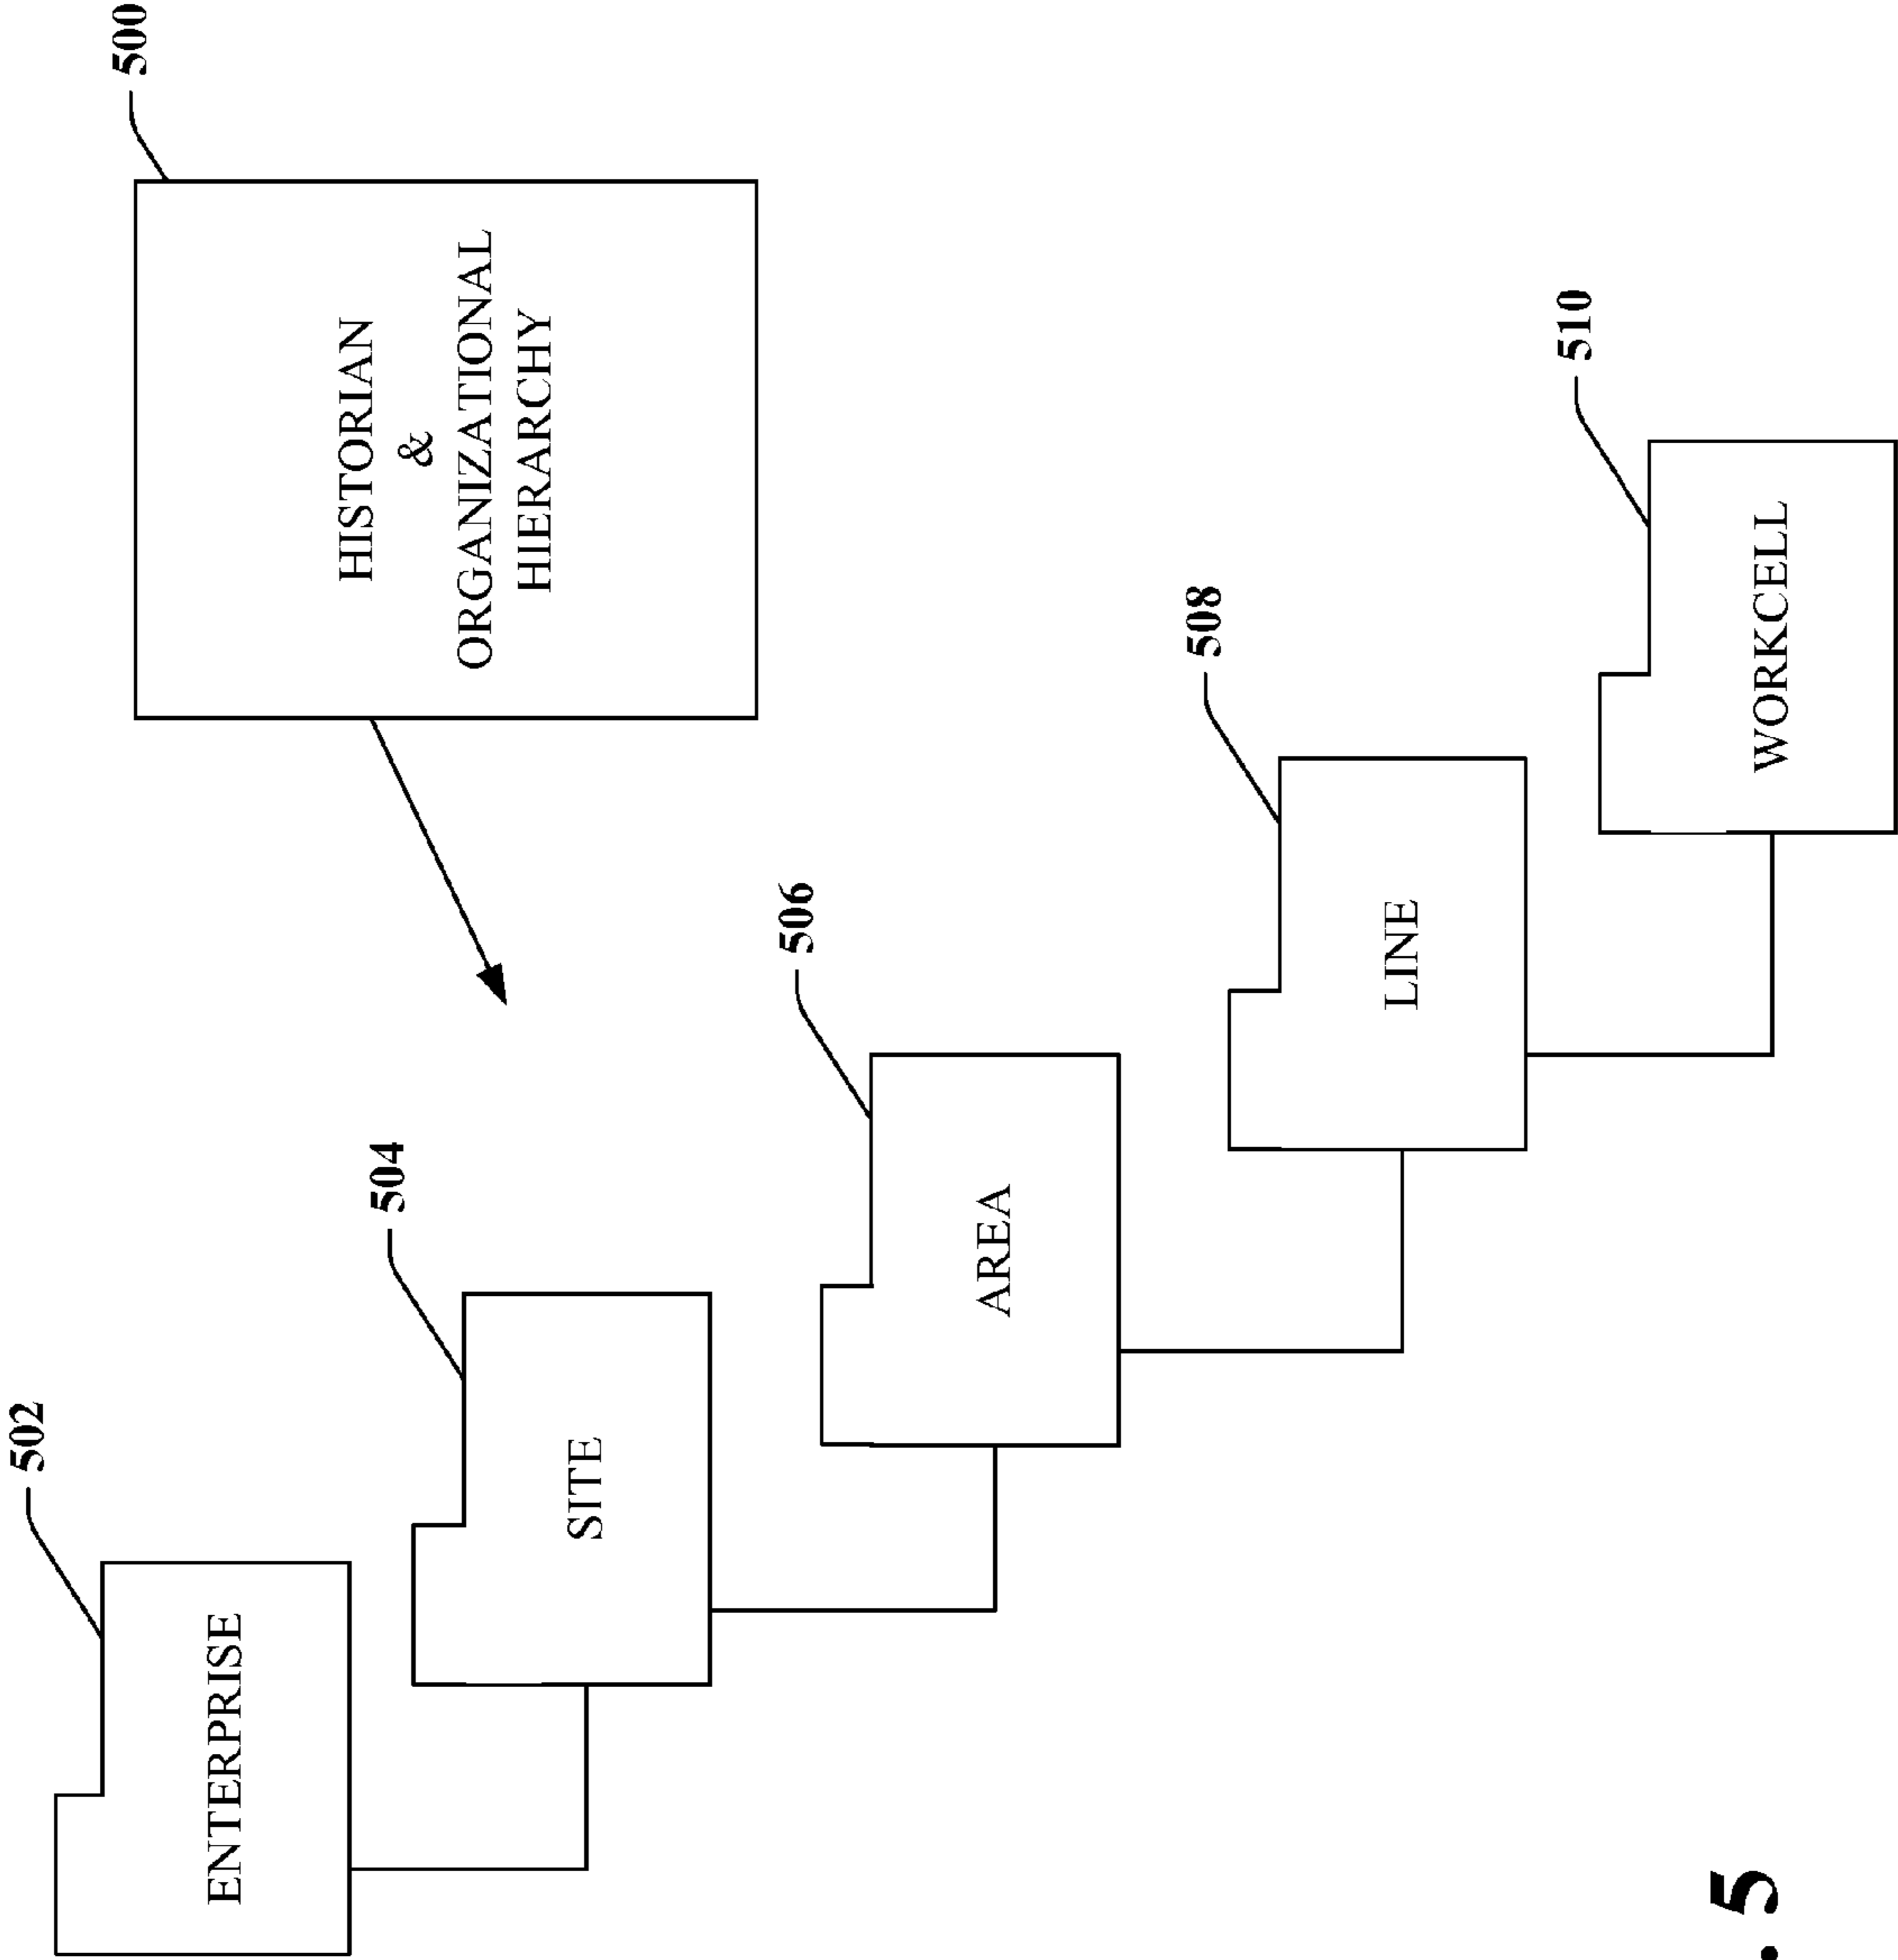 502
ENTERPRISE
504
SITE
506
AREA
508
LINE
510
WORKCELL
500
HISTORIAN
&
ORGANIZATIONAL
HIERARCHY
. 5